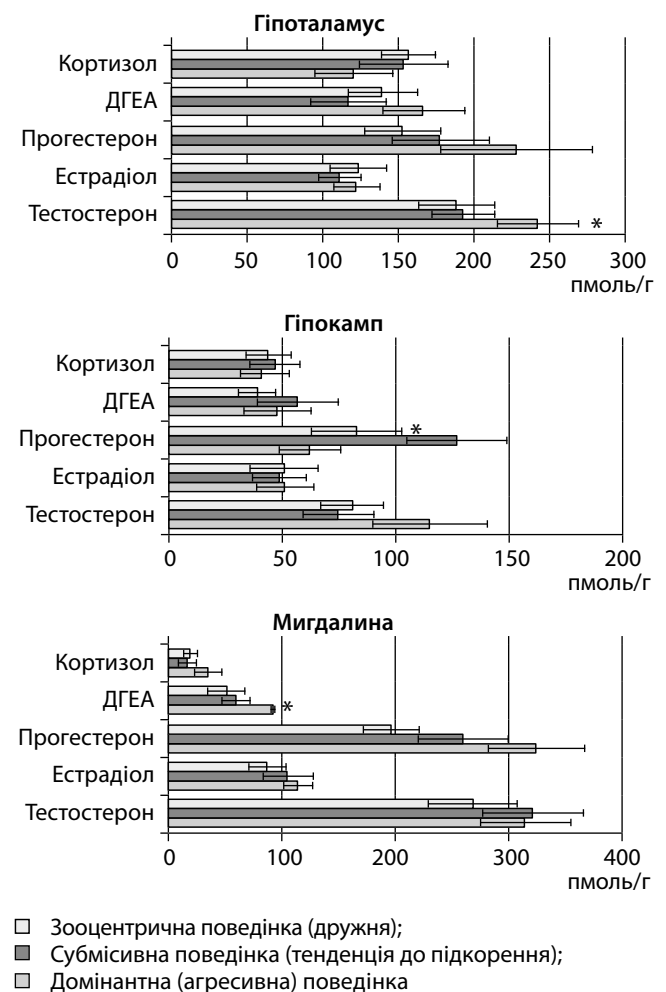 Гіпоталамус
Кортизол
ДГЕА
Прогестерон
Естрадіол
Тестостерон
*
0 50 100 150 200 250 300
пмоль/г
Гіпокамп
Кортизол
ДГЕА
Прогестерон
*
Естрадіол
Тестостерон
0 50 100 150 200
пмоль/г
Мигдалина
Кортизол
ДГЕА
*
Прогестерон
Естрадіол
Тестостерон
0 100 200 300 400
пмоль/г
Зооцентрична поведінка (дружня);
Субмісивна поведінка (тенденція до підкорення);
Домінантна (агресивна) поведінка